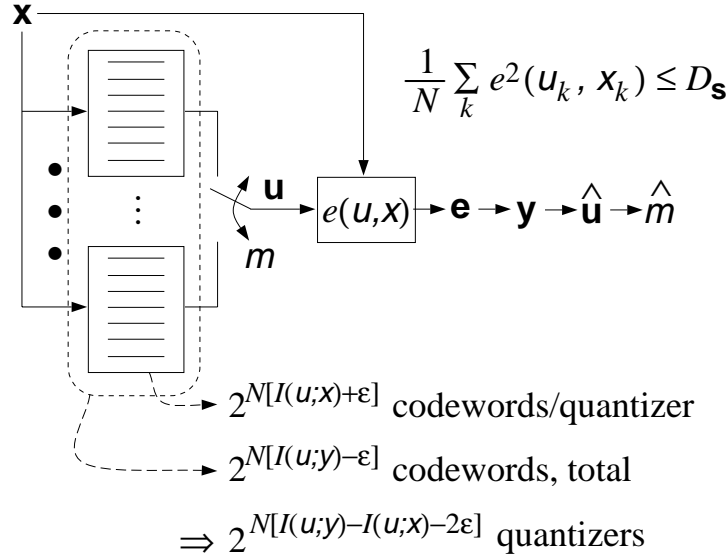 x
1/N ∑_k e²(u_k, x_k) ≤ D_s
u
e(u,x)
e
y
û
m̂
m
2^{N[I(u;x)+ε]} codewords/quantizer
2^{N[I(u;y)−ε]} codewords, total
⇒ 2^{N[I(u;y)−I(u;x)−2ε]} quantizers